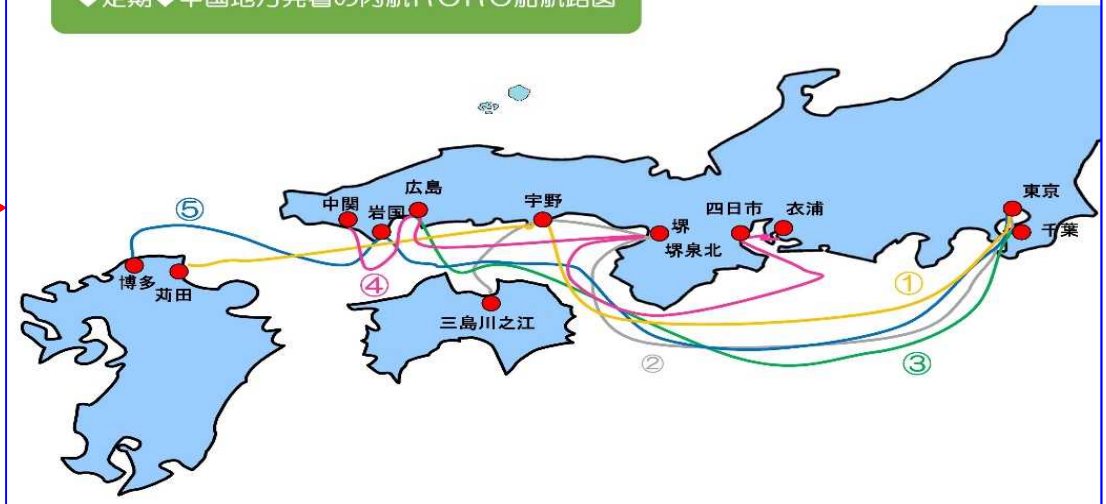 ◆定期◆中国地方発着の内航RORO船航路図
東京
千葉
①
②
③
四日市
衣浦
堺
堺泉北
宇野
広島
岩国
中関
④
⑤
博多
苅田
三島川之江